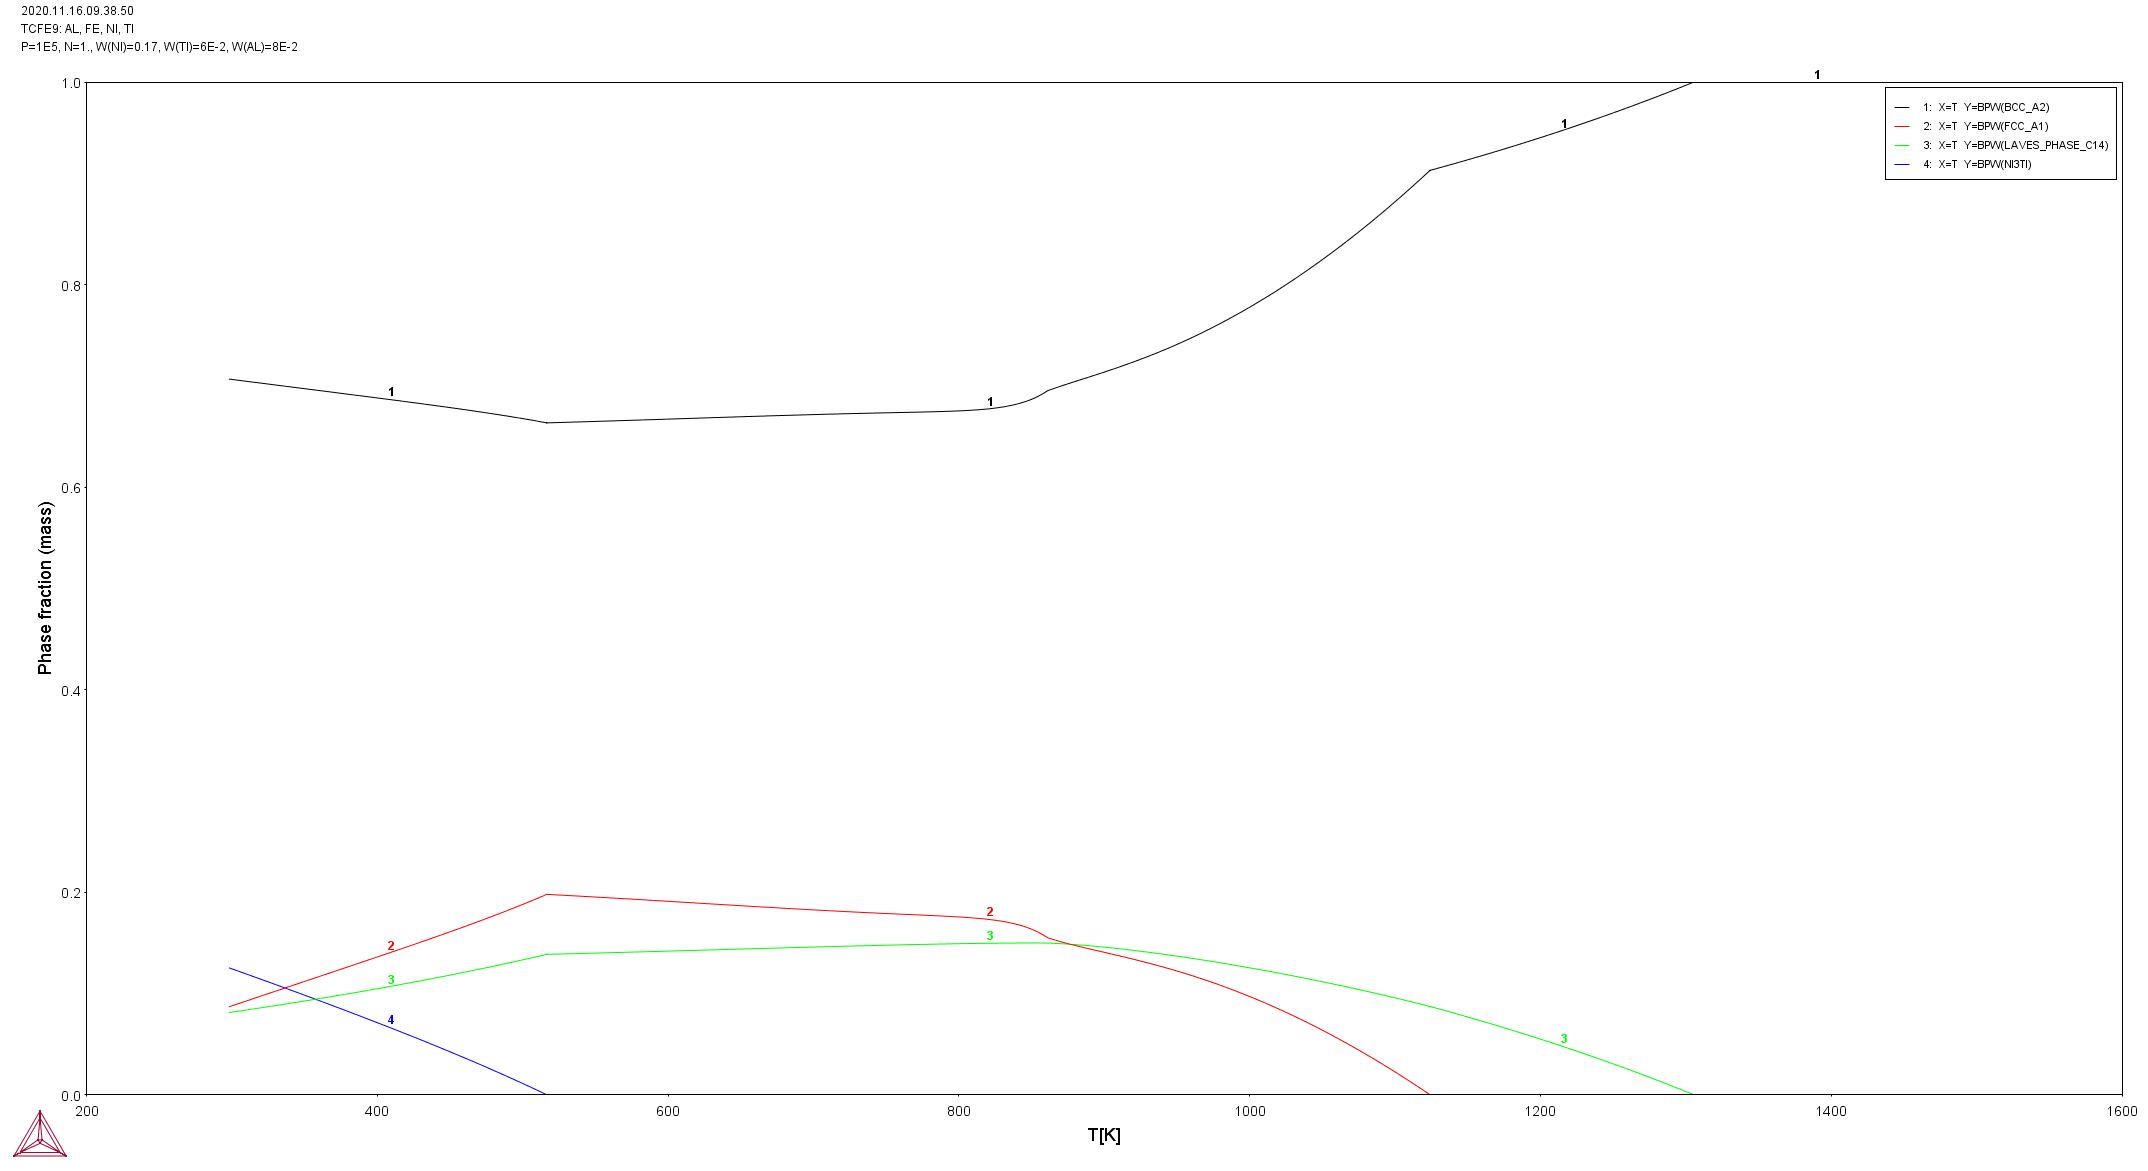 2020.11.16.09.38.50
TCFE9: AL, FE, NI, TI
P=1E5, N=1., W(NI)=0.17, W(TI)=6E-2, W(AL)=8E-2
1
1: X=T Y=BPW(BCC_A2)
2: X=T Y=BPW(FCC_A1)
3: X=T Y=BPW(LAVES_PHASE_C14)
4: X=T Y=BPW(NI3TI)
1
1
1
2
2
3
3
4
3
1.0
0.8
0.6
0.4
0.2
0.0
Phase fraction (mass)
200 400 600 800 1000 1200 1400 1600
T[K]